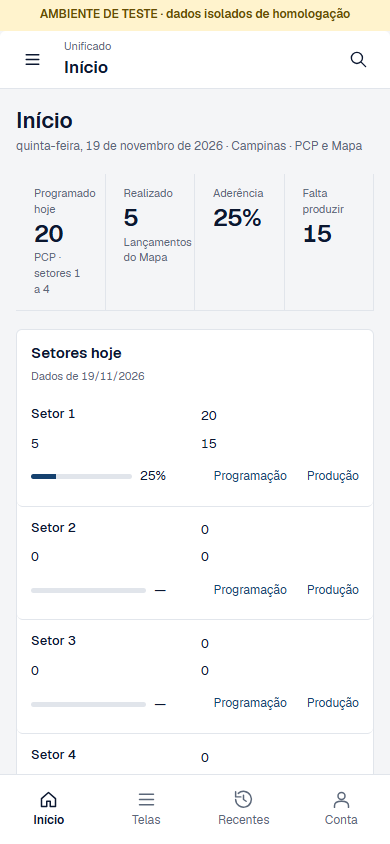 AMBIENTE DE TESTE · dados isolados de homologação
Unificado
Início
Início
quinta-feira, 19 de novembro de 2026 · Campinas · PCP e Mapa
Programado
hoje
20
PCP ·
setores 1
a 4
Realizado
5
Lançamentos
do Mapa
Aderência
25%
Falta
produzir
15
Setores hoje
Dados de 19/11/2026
Setor 1 20
5 15
25% Programação Produção
Setor 2 0
0 0
— Programação Produção
Setor 3 0
0 0
— Programação Produção
Setor 4 0
Início Telas Recentes Conta